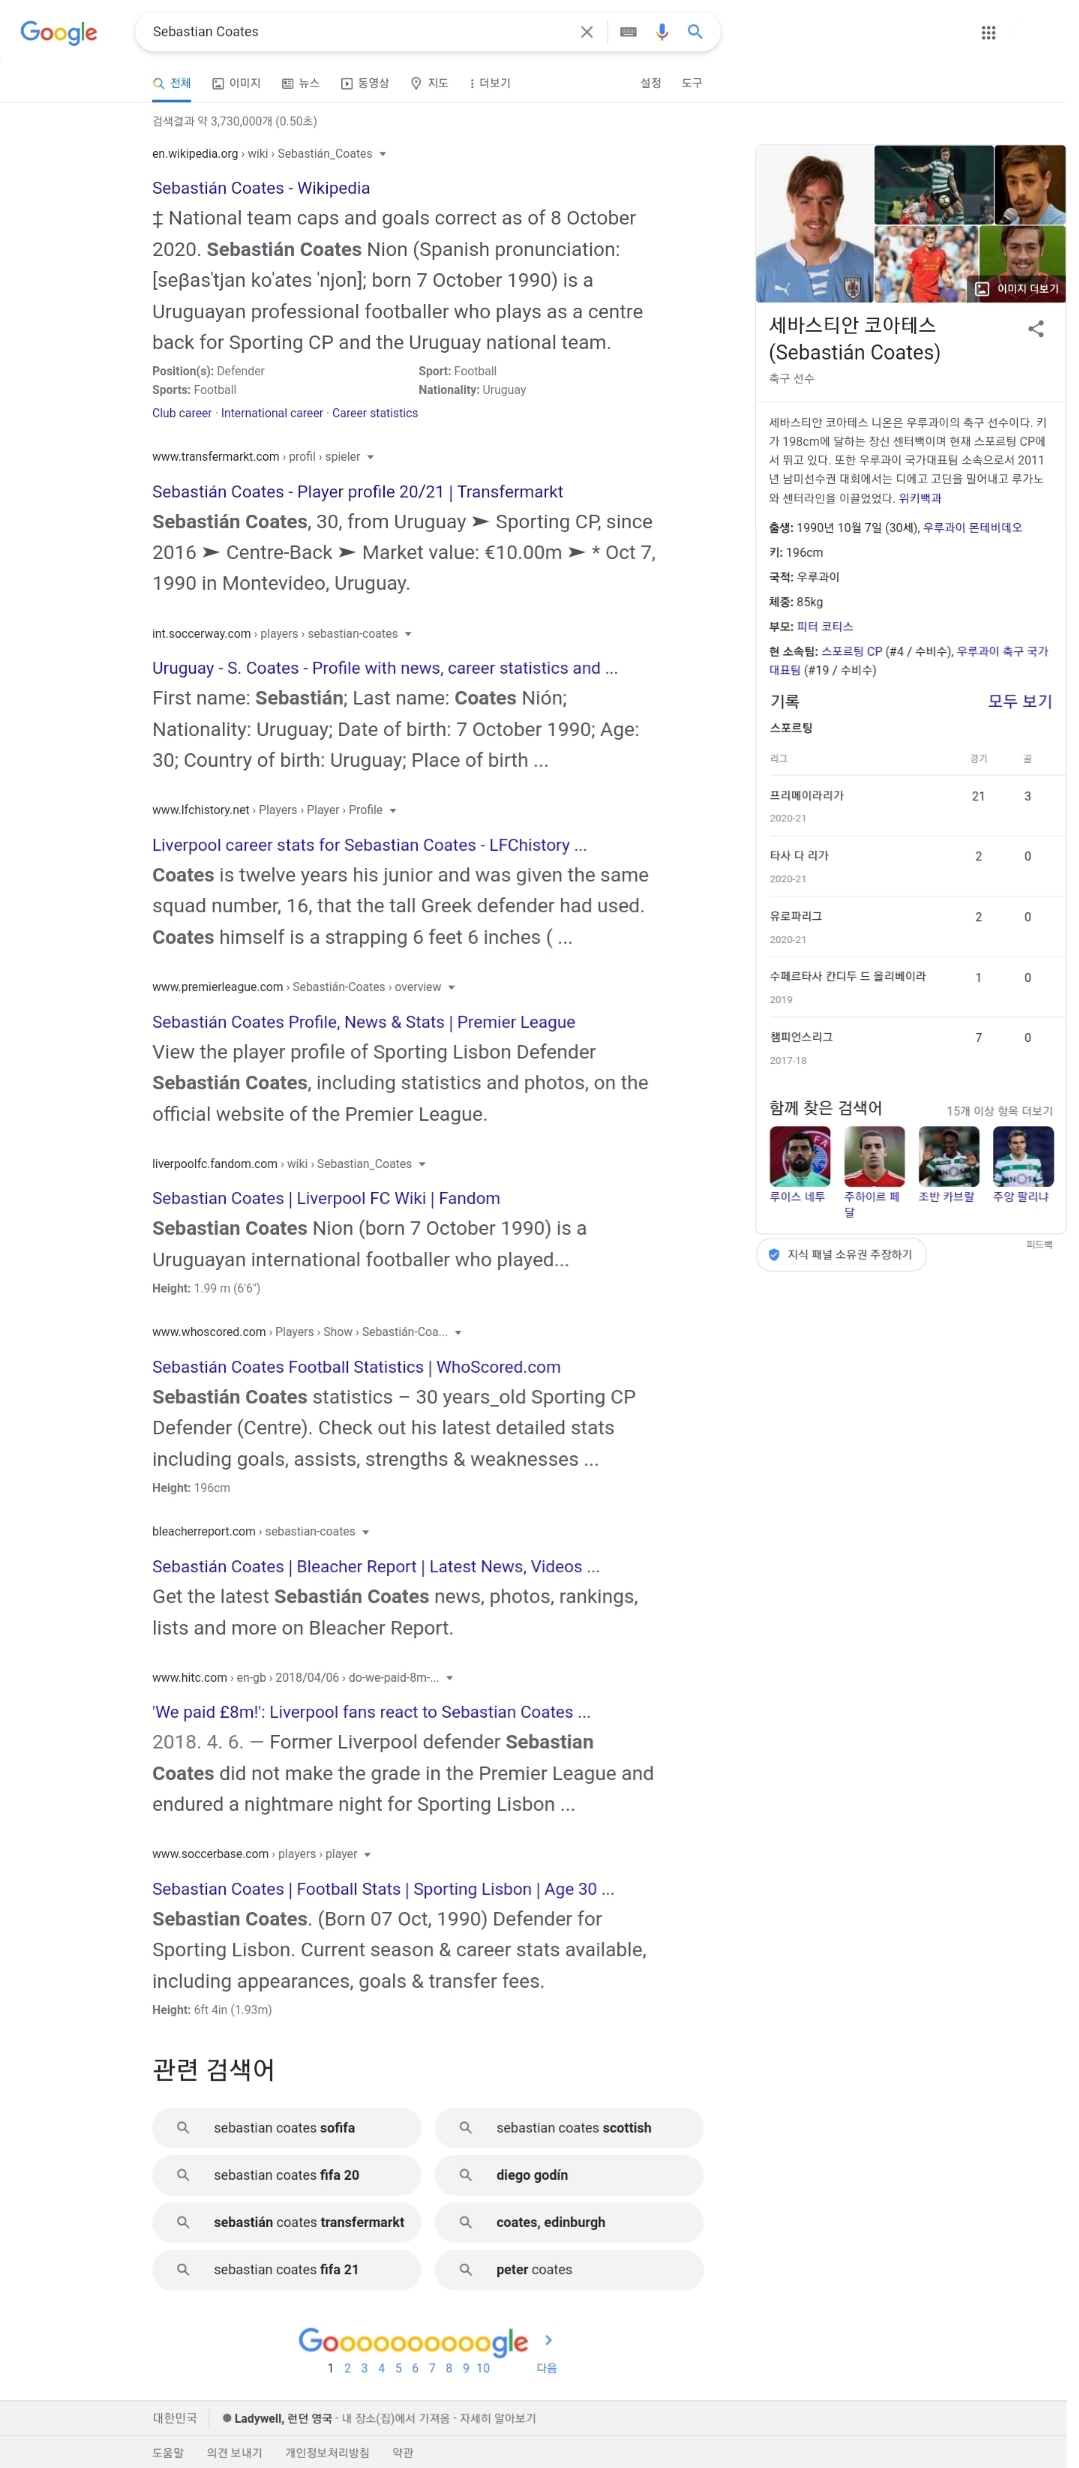 Google
Sebastian Coates
전체 이미지 뉴스 동영상 지도 더보기 설정 도구
검색결과 약 3,730,000개 (0.50초)
en.wikipedia.org › wiki › Sebastián_Coates
Sebastián Coates - Wikipedia
‡ National team caps and goals correct as of 8 October
2020. Sebastián Coates Nion (Spanish pronunciation:
[seβas'tjan ko'ates 'njon]; born 7 October 1990) is a
Uruguayan professional footballer who plays as a centre
back for Sporting CP and the Uruguay national team.
Position(s): Defender Sport: Football
Sports: Football Nationality: Uruguay
Club career · International career · Career statistics
www.transfermarkt.com › profil › spieler
Sebastián Coates - Player profile 20/21 | Transfermarkt
Sebastián Coates, 30, from Uruguay ➤ Sporting CP, since
2016 ➤ Centre-Back ➤ Market value: €10.00m ➤ * Oct 7,
1990 in Montevideo, Uruguay.
int.soccerway.com › players › sebastian-coates
Uruguay - S. Coates - Profile with news, career statistics and ...
First name: Sebastián; Last name: Coates Nión;
Nationality: Uruguay; Date of birth: 7 October 1990; Age:
30; Country of birth: Uruguay; Place of birth ...
www.lfchistory.net › Players › Player › Profile
Liverpool career stats for Sebastian Coates - LFChistory ...
Coates is twelve years his junior and was given the same
squad number, 16, that the tall Greek defender had used.
Coates himself is a strapping 6 feet 6 inches ( ...
www.premierleague.com › Sebastián-Coates › overview
Sebastián Coates Profile, News & Stats | Premier League
View the player profile of Sporting Lisbon Defender
Sebastián Coates, including statistics and photos, on the
official website of the Premier League.
liverpoolfc.fandom.com › wiki › Sebastian_Coates
Sebastian Coates | Liverpool FC Wiki | Fandom
Sebastian Coates Nion (born 7 October 1990) is a
Uruguayan international footballer who played...
Height: 1.99 m (6'6")
www.whoscored.com › Players › Show › Sebastián-Coa...
Sebastián Coates Football Statistics | WhoScored.com
Sebastián Coates statistics – 30 years_old Sporting CP
Defender (Centre). Check out his latest detailed stats
including goals, assists, strengths & weaknesses ...
Height: 196cm
bleacherreport.com › sebastian-coates
Sebastián Coates | Bleacher Report | Latest News, Videos ...
Get the latest Sebastián Coates news, photos, rankings,
lists and more on Bleacher Report.
www.hitc.com › en-gb › 2018/04/06 › do-we-paid-8m-...
'We paid £8m!': Liverpool fans react to Sebastian Coates ...
2018. 4. 6. — Former Liverpool defender Sebastian
Coates did not make the grade in the Premier League and
endured a nightmare night for Sporting Lisbon ...
www.soccerbase.com › players › player
Sebastian Coates | Football Stats | Sporting Lisbon | Age 30 ...
Sebastian Coates. (Born 07 Oct, 1990) Defender for
Sporting Lisbon. Current season & career stats available,
including appearances, goals & transfer fees.
Height: 6ft 4in (1.93m)
관련 검색어
sebastian coates sofifa
sebastian coates scottish
sebastian coates fifa 20
diego godín
sebastián coates transfermarkt
coates, edinburgh
sebastian coates fifa 21
peter coates
Goooooooooogle
1 2 3 4 5 6 7 8 9 10 다음
이미지 더보기
세바스티안 코아테스
(Sebastián Coates)
축구 선수
세바스티안 코아테스 니온은 우루과이의 축구 선수이다. 키
가 198cm에 달하는 장신 센터백이며 현재 스포르팅 CP에
서 뛰고 있다. 또한 우루과이 국가대표팀 소속으로서 2011
년 남미선수권 대회에서는 디에고 고딘을 밀어내고 루가노
와 센터라인을 이끌었었다. 위키백과
출생: 1990년 10월 7일 (30세), 우루과이 몬테비데오
키: 196cm
국적: 우루과이
체중: 85kg
부모: 피터 코티스
현 소속팀: 스포르팅 CP (#4 / 수비수), 우루과이 축구 국가
대표팀 (#19 / 수비수)
기록 모두 보기
스포르팅
리그 경기 골
프리메이라리가 21 3
2020-21
타사 다 리가 2 0
2020-21
유로파리그 2 0
2020-21
수페르타사 칸디두 드 올리베이라 1 0
2019
챔피언스리그 7 0
2017-18
함께 찾은 검색어 15개 이상 항목 더보기
루이스 네투 주하이르 페 조반 카브랄 주앙 팔리냐
달
피드백
지식 패널 소유권 주장하기
대한민국 Ladywell, 런던 영국 - 내 장소(집)에서 가져옴 - 자세히 알아보기
도움말 의견 보내기 개인정보처리방침 약관